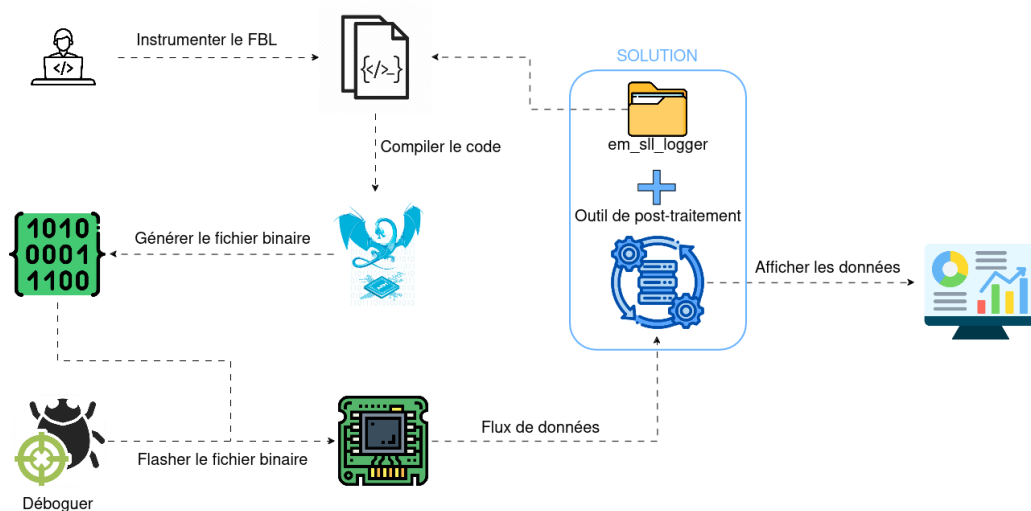 Instrumenter le FBL
SOLUTION
{</>_}
</>
em_sll_logger
Compiler le code
Outil de post-traitement
1010
0001
1100
Générer le fichier binaire
Afficher les données
Flux de données
Flasher le fichier binaire
Déboguer